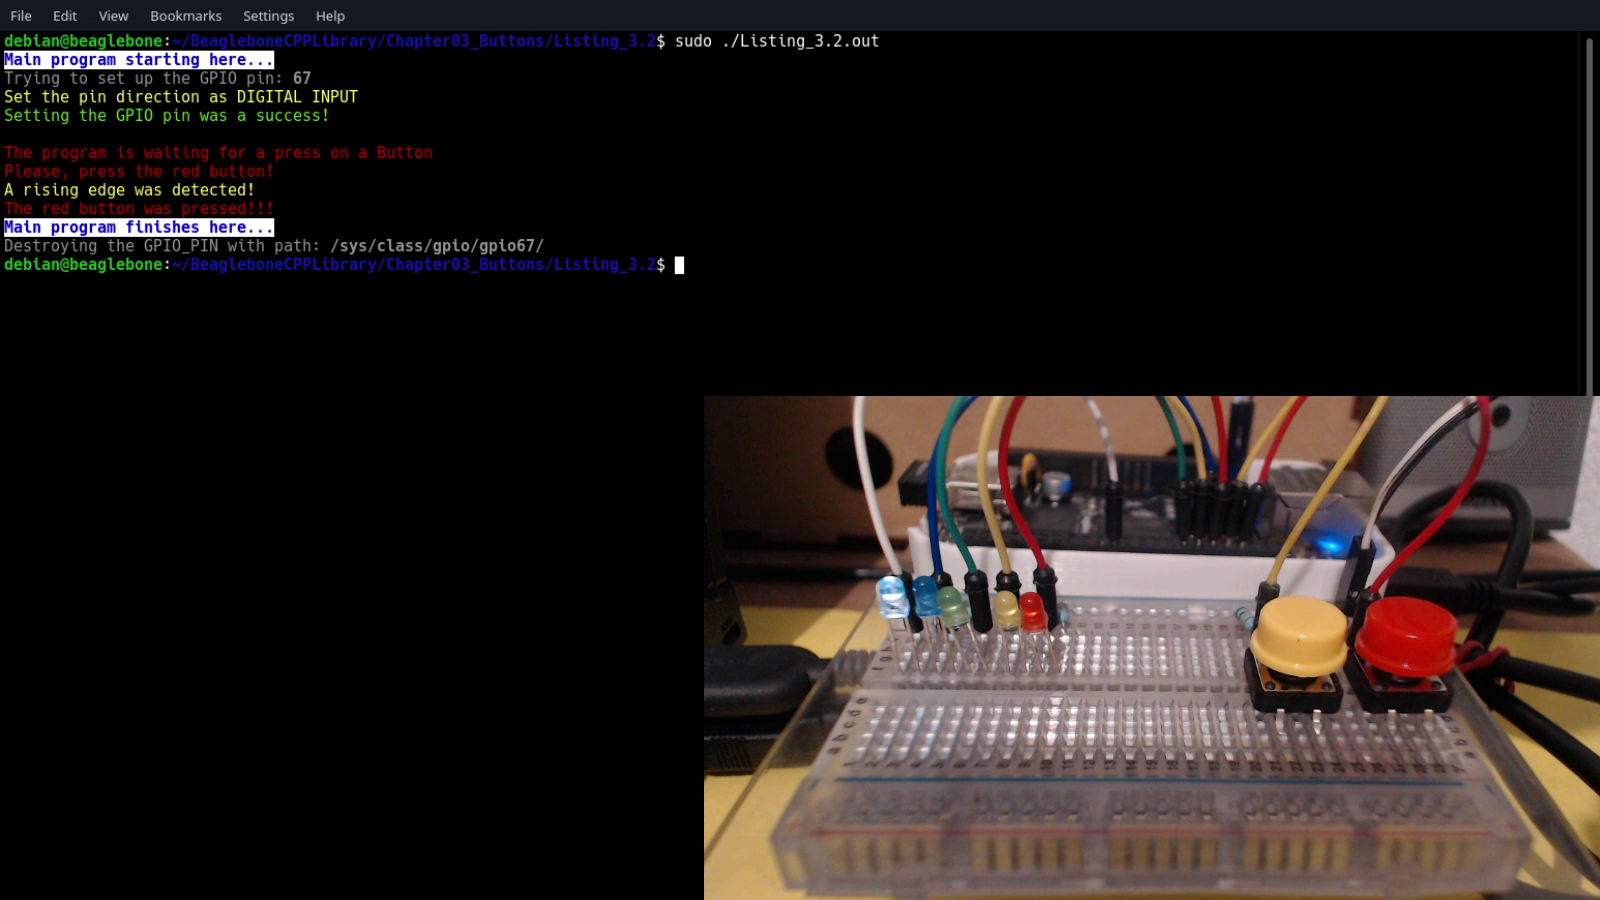 File Edit View Bookmarks Settings Help
debian@beaglebone:~/BeagleboneCPPLibrary/Chapter03_Buttons/Listing_3.2$ sudo ./Listing_3.2.out
Main program starting here...
Trying to set up the GPIO pin: 67
Set the pin direction as DIGITAL INPUT
Setting the GPIO pin was a success!
The program is waiting for a press on a Button
Please, press the red button!
A rising edge was detected!
The red button was pressed!!!
Main program finishes here...
Destroying the GPIO_PIN with path: /sys/class/gpio/gpio67/
debian@beaglebone:~/BeagleboneCPPLibrary/Chapter03_Buttons/Listing_3.2$